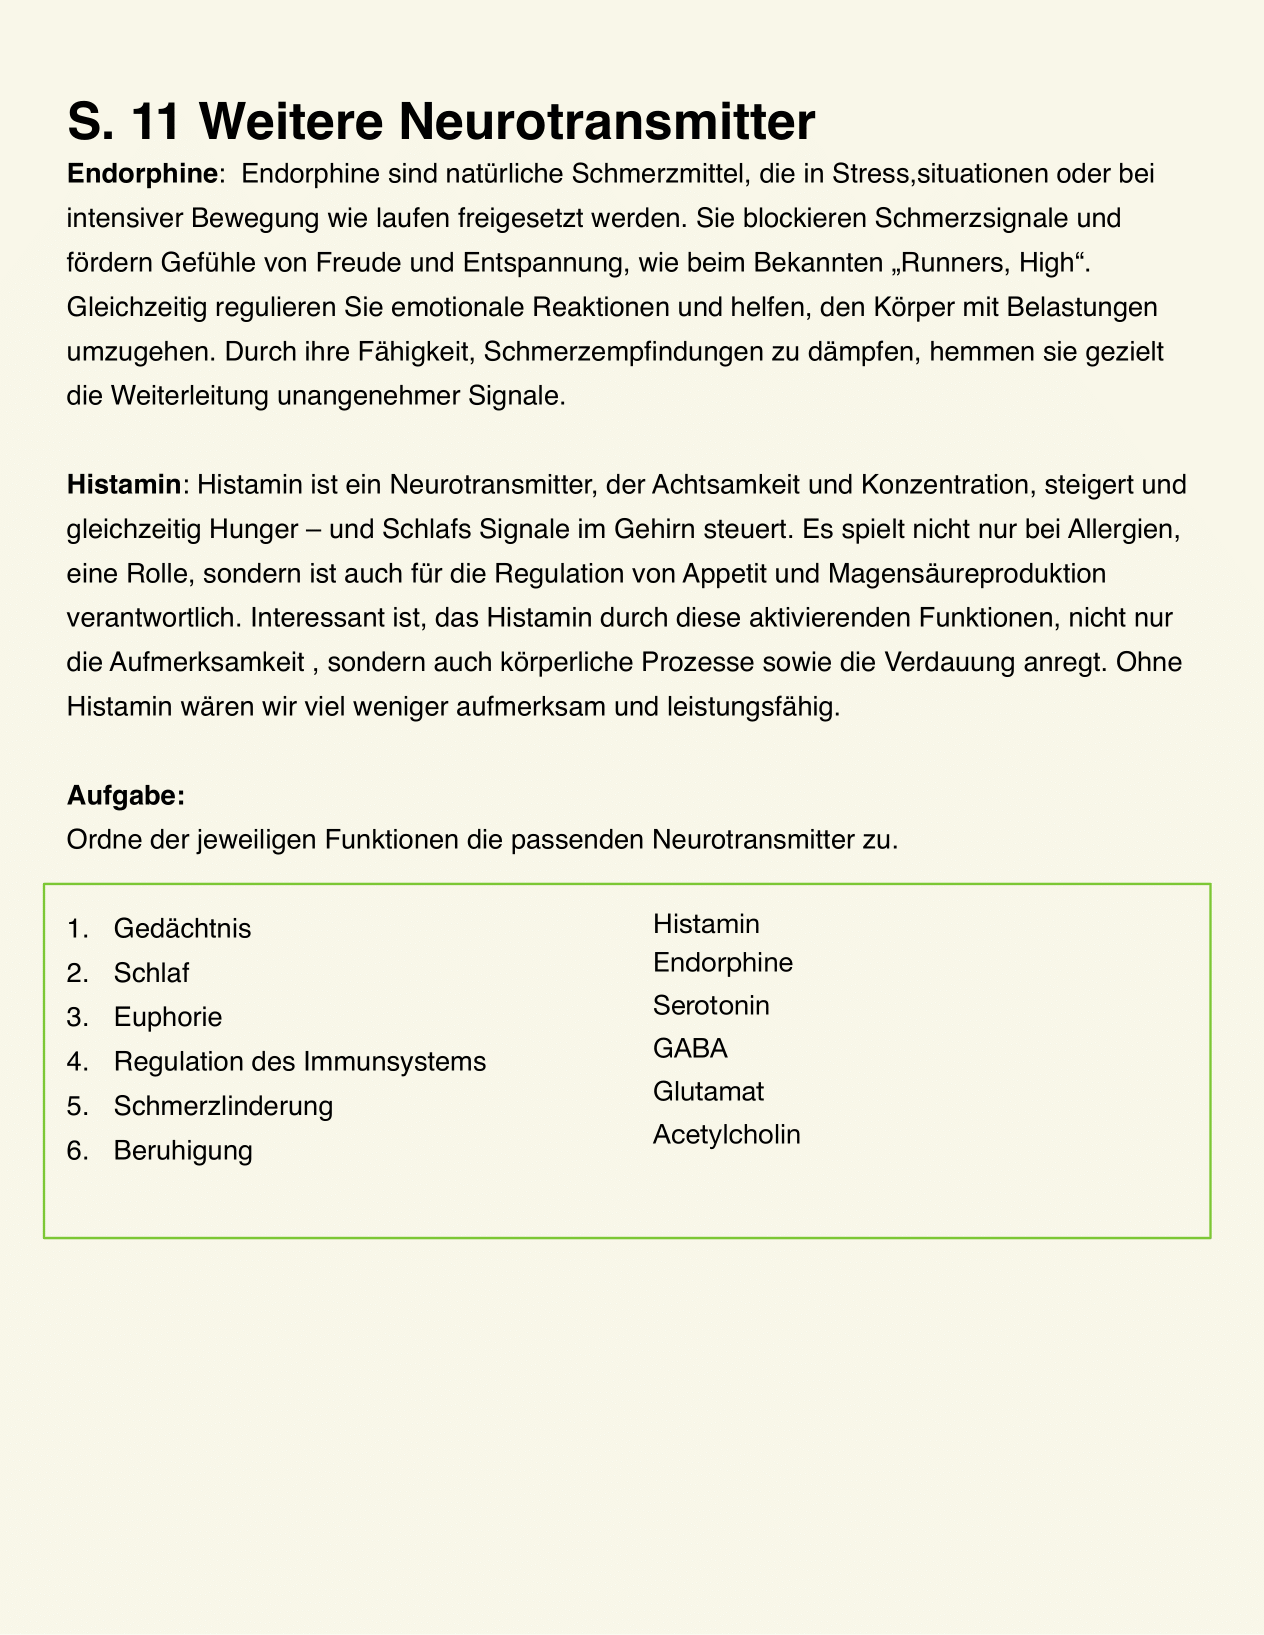 S. 11 Weitere Neurotransmitter
Endorphine:  Endorphine sind natürliche Schmerzmittel, die in Stress,situationen oder bei
intensiver Bewegung wie laufen freigesetzt werden. Sie blockieren Schmerzsignale und
fördern Gefühle von Freude und Entspannung, wie beim Bekannten „Runners, High“.
Gleichzeitig regulieren Sie emotionale Reaktionen und helfen, den Körper mit Belastungen
umzugehen. Durch ihre Fähigkeit, Schmerzempfindungen zu dämpfen, hemmen sie gezielt
die Weiterleitung unangenehmer Signale.
Histamin: Histamin ist ein Neurotransmitter, der Achtsamkeit und Konzentration, steigert und
gleichzeitig Hunger – und Schlafs Signale im Gehirn steuert. Es spielt nicht nur bei Allergien,
eine Rolle, sondern ist auch für die Regulation von Appetit und Magensäureproduktion
verantwortlich. Interessant ist, das Histamin durch diese aktivierenden Funktionen, nicht nur
die Aufmerksamkeit , sondern auch körperliche Prozesse sowie die Verdauung anregt. Ohne
Histamin wären wir viel weniger aufmerksam und leistungsfähig.
Aufgabe:
Ordne der jeweiligen Funktionen die passenden Neurotransmitter zu.
1. Gedächtnis
2. Schlaf
3. Euphorie
4. Regulation des Immunsystems
5. Schmerzlinderung
6. Beruhigung
Histamin
Endorphine
Serotonin
GABA
Glutamat
Acetylcholin